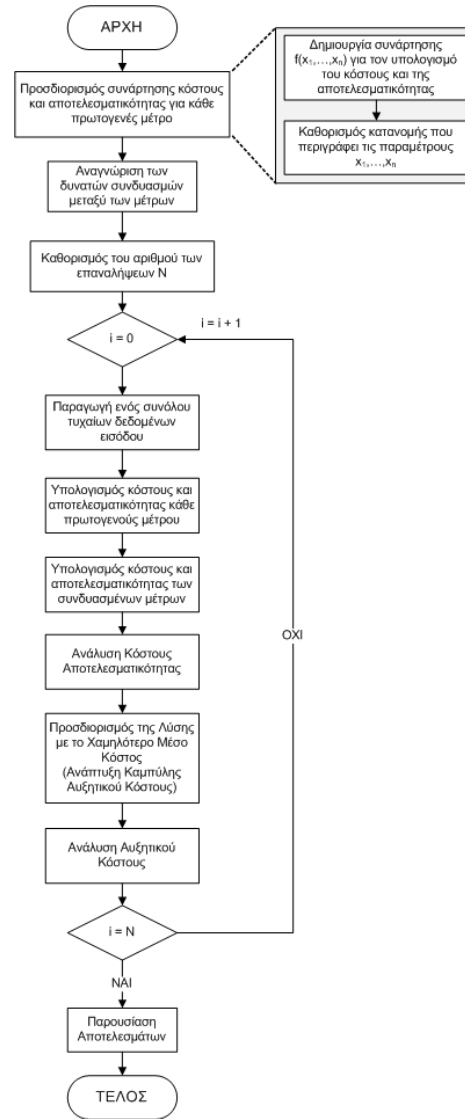 ΑΡΧΗ
Προσδιορισμός συνάρτησης κόστους
και αποτελεσματικότητας για κάθε
πρωτογενές μέτρο
Δημιουργία συνάρτησης
f(x₁,…,xₙ) για τον υπολογισμό
του κόστους και της
αποτελεσματικότητας
Καθορισμός κατανομής που
περιγράφει τις παραμέτρους
x₁,…,xₙ
Αναγνώριση των
δυνατών συνδυασμών
μεταξύ των μέτρων
Καθορισμός του αριθμού των
επαναλήψεων Ν
i = 0
i = i + 1
Παραγωγή ενός συνόλου
τυχαίων δεδομένων
εισόδου
Υπολογισμός κόστους και
αποτελεσματικότητας κάθε
πρωτογενούς μέτρου
Υπολογισμός κόστους και
αποτελεσματικότητας των
συνδυασμένων μέτρων
Ανάλυση Κόστους
Αποτελεσματικότητας
Προσδιορισμός της Λύσης
με το Χαμηλότερο Μέσο
Κόστος
(Ανάπτυξη Καμπύλης
Αυξητικού Κόστους)
Ανάλυση Αυξητικού
Κόστους
i = N
ΟΧΙ
ΝΑΙ
Παρουσίαση
Αποτελεσμάτων
ΤΕΛΟΣ